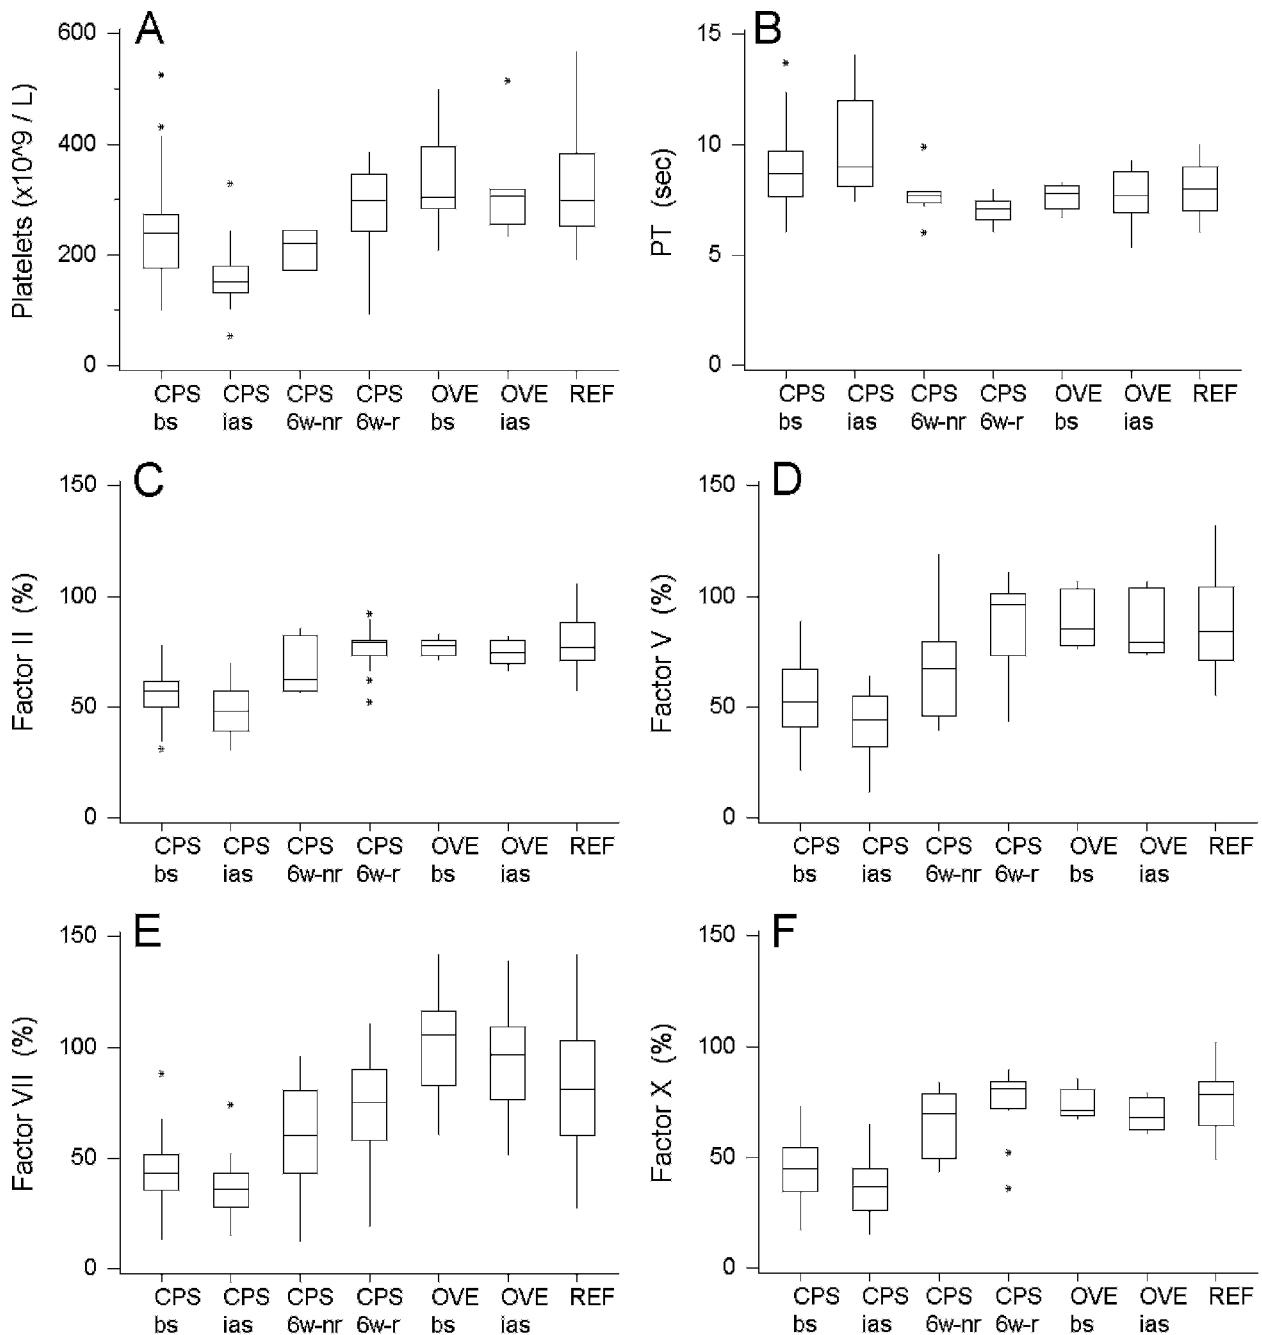 A
Platelets (x10^9 / L)
600
400
200
0
CPS CPS CPS CPS OVE OVE REF
bs ias 6w-nr 6w-r bs ias
B
PT (sec)
15
10
5
0
CPS CPS CPS CPS OVE OVE REF
bs ias 6w-nr 6w-r bs ias
C
Factor II (%)
150
100
50
0
CPS CPS CPS CPS OVE OVE REF
bs ias 6w-nr 6w-r bs ias
D
Factor V (%)
150
100
50
0
CPS CPS CPS CPS OVE OVE REF
bs ias 6w-nr 6w-r bs ias
E
Factor VII (%)
150
100
50
0
CPS CPS CPS CPS OVE OVE REF
bs ias 6w-nr 6w-r bs ias
F
Factor X (%)
150
100
50
0
CPS CPS CPS CPS OVE OVE REF
bs ias 6w-nr 6w-r bs ias